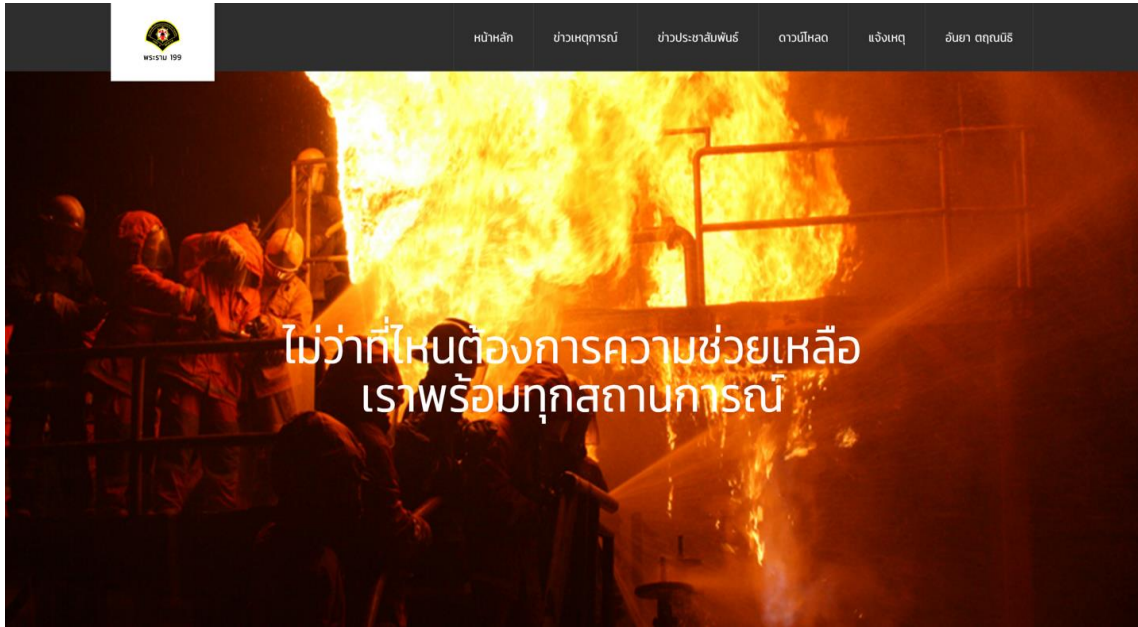 พระราม 199
หน้าหลัก
ข่าวเหตุการณ์
ข่าวประชาสัมพันธ์
ดาวน์โหลด
แจ้งเหตุ
อันยา ตฤณนิธิ
ไม่ว่าที่ไหนต้องการความช่วยเหลือ
เราพร้อมทุกสถานการณ์